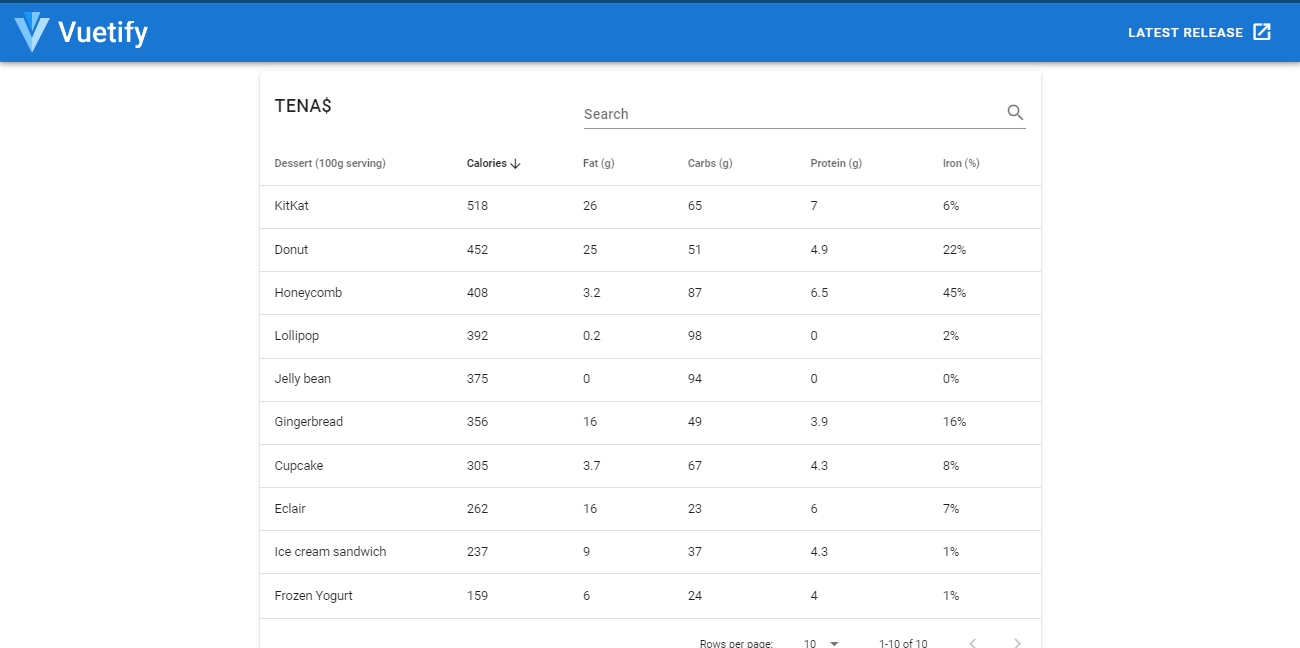 Vuetify LATEST RELEASE
TENA$
Search
Dessert (100g serving) Calories Fat (g) Carbs (g) Protein (g) Iron (%)
KitKat 518 26 65 7 6%
Donut 452 25 51 4.9 22%
Honeycomb 408 3.2 87 6.5 45%
Lollipop 392 0.2 98 0 2%
Jelly bean 375 0 94 0 0%
Gingerbread 356 16 49 3.9 16%
Cupcake 305 3.7 67 4.3 8%
Eclair 262 16 23 6 7%
Ice cream sandwich 237 9 37 4.3 1%
Frozen Yogurt 159 6 24 4 1%
Rows per page: 10 1-10 of 10